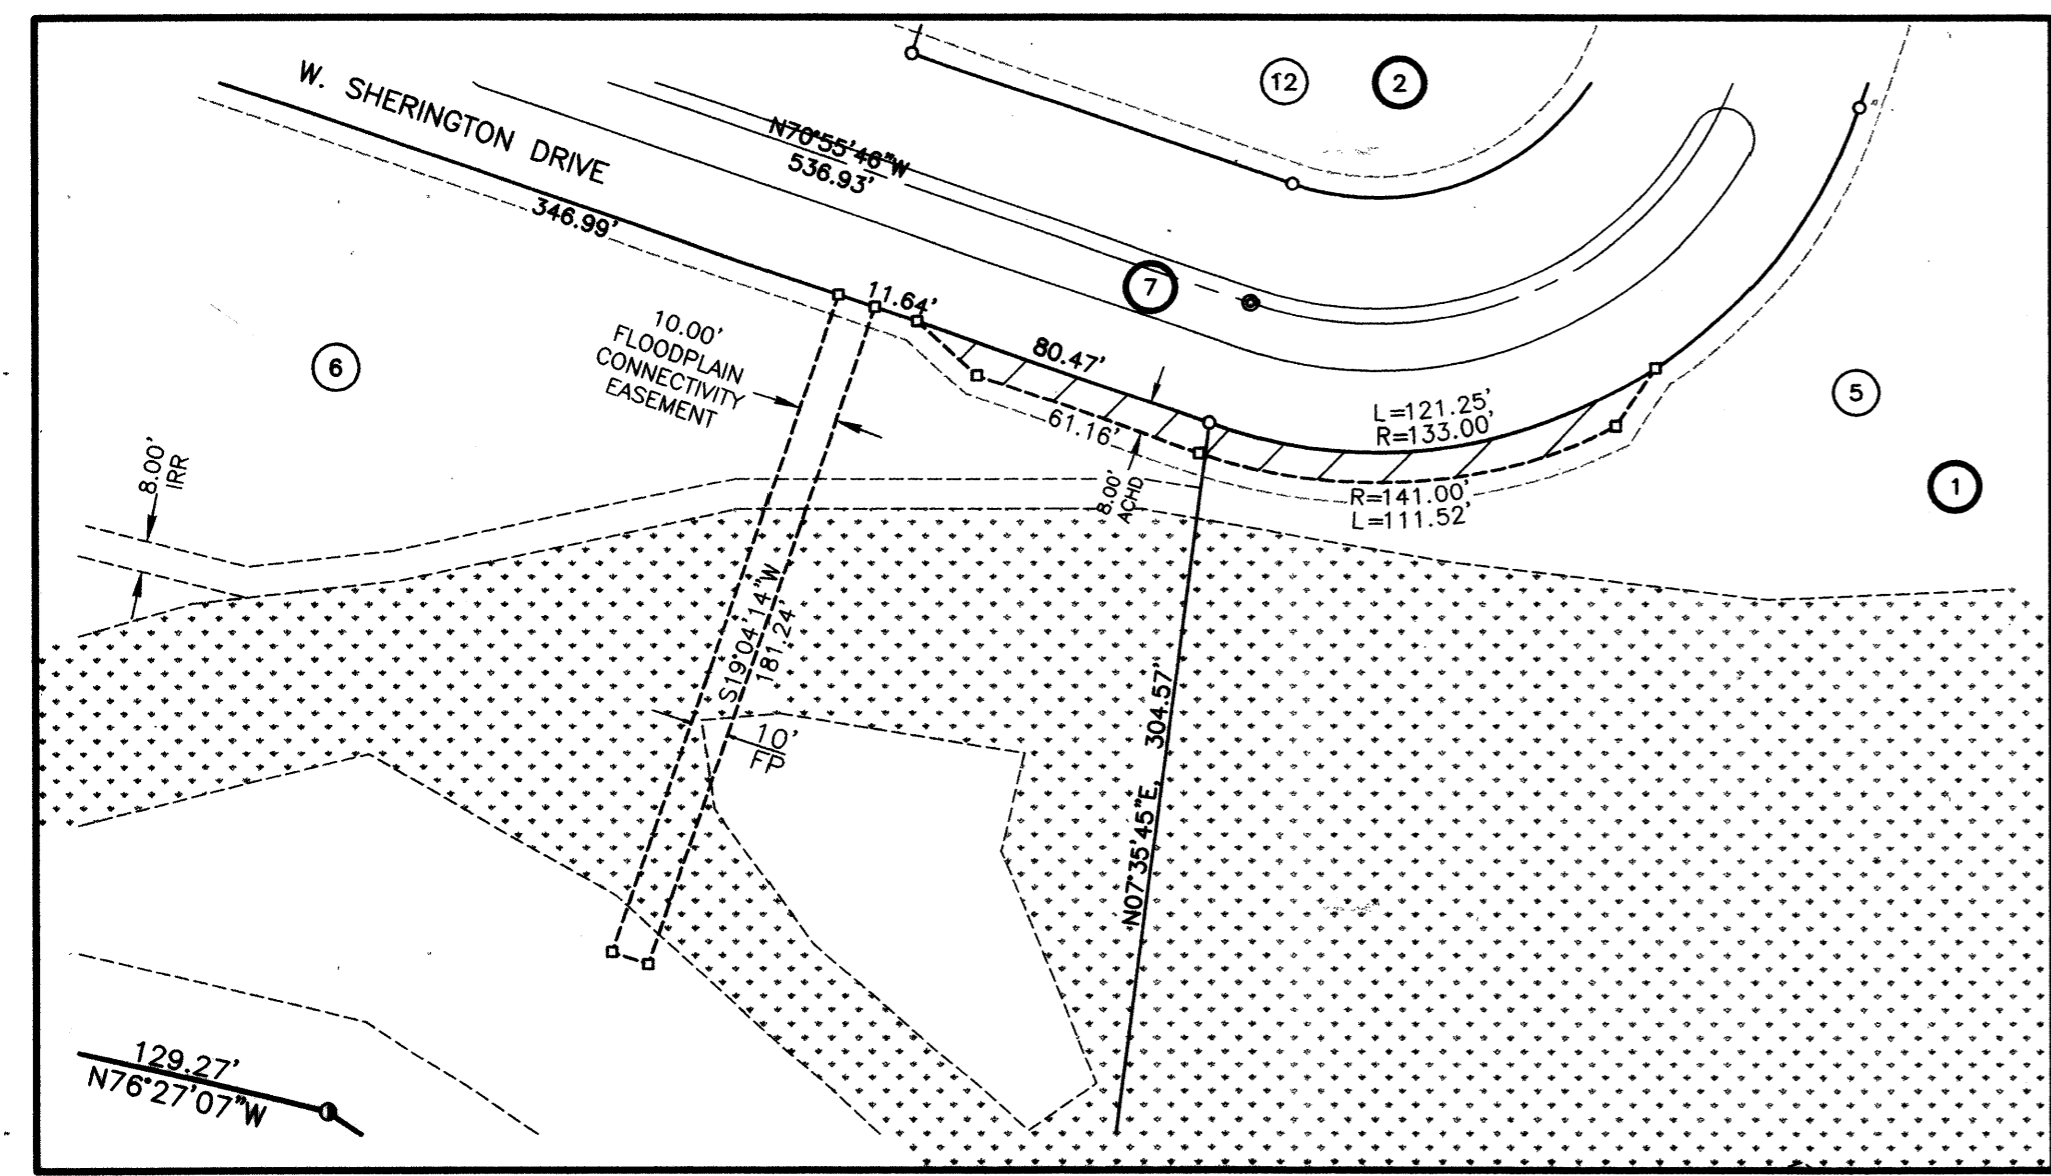 W. SHERINGTON DRIVE
N70°55'46"W
536.93'
346.99'
12
2
7
11.64'
80.47'
10.00'
FLOODPLAIN
CONNECTIVITY
EASEMENT
6
61.16'
L=121.25'
R=133.00'
5
8.00'
IRR
8.00'
ACHD
R=141.00'
L=111.52'
1
S19°04'14"W
181.24'
10'
FP
N07°35'45"E, 304.57"
129.27'
N76°27'07"W